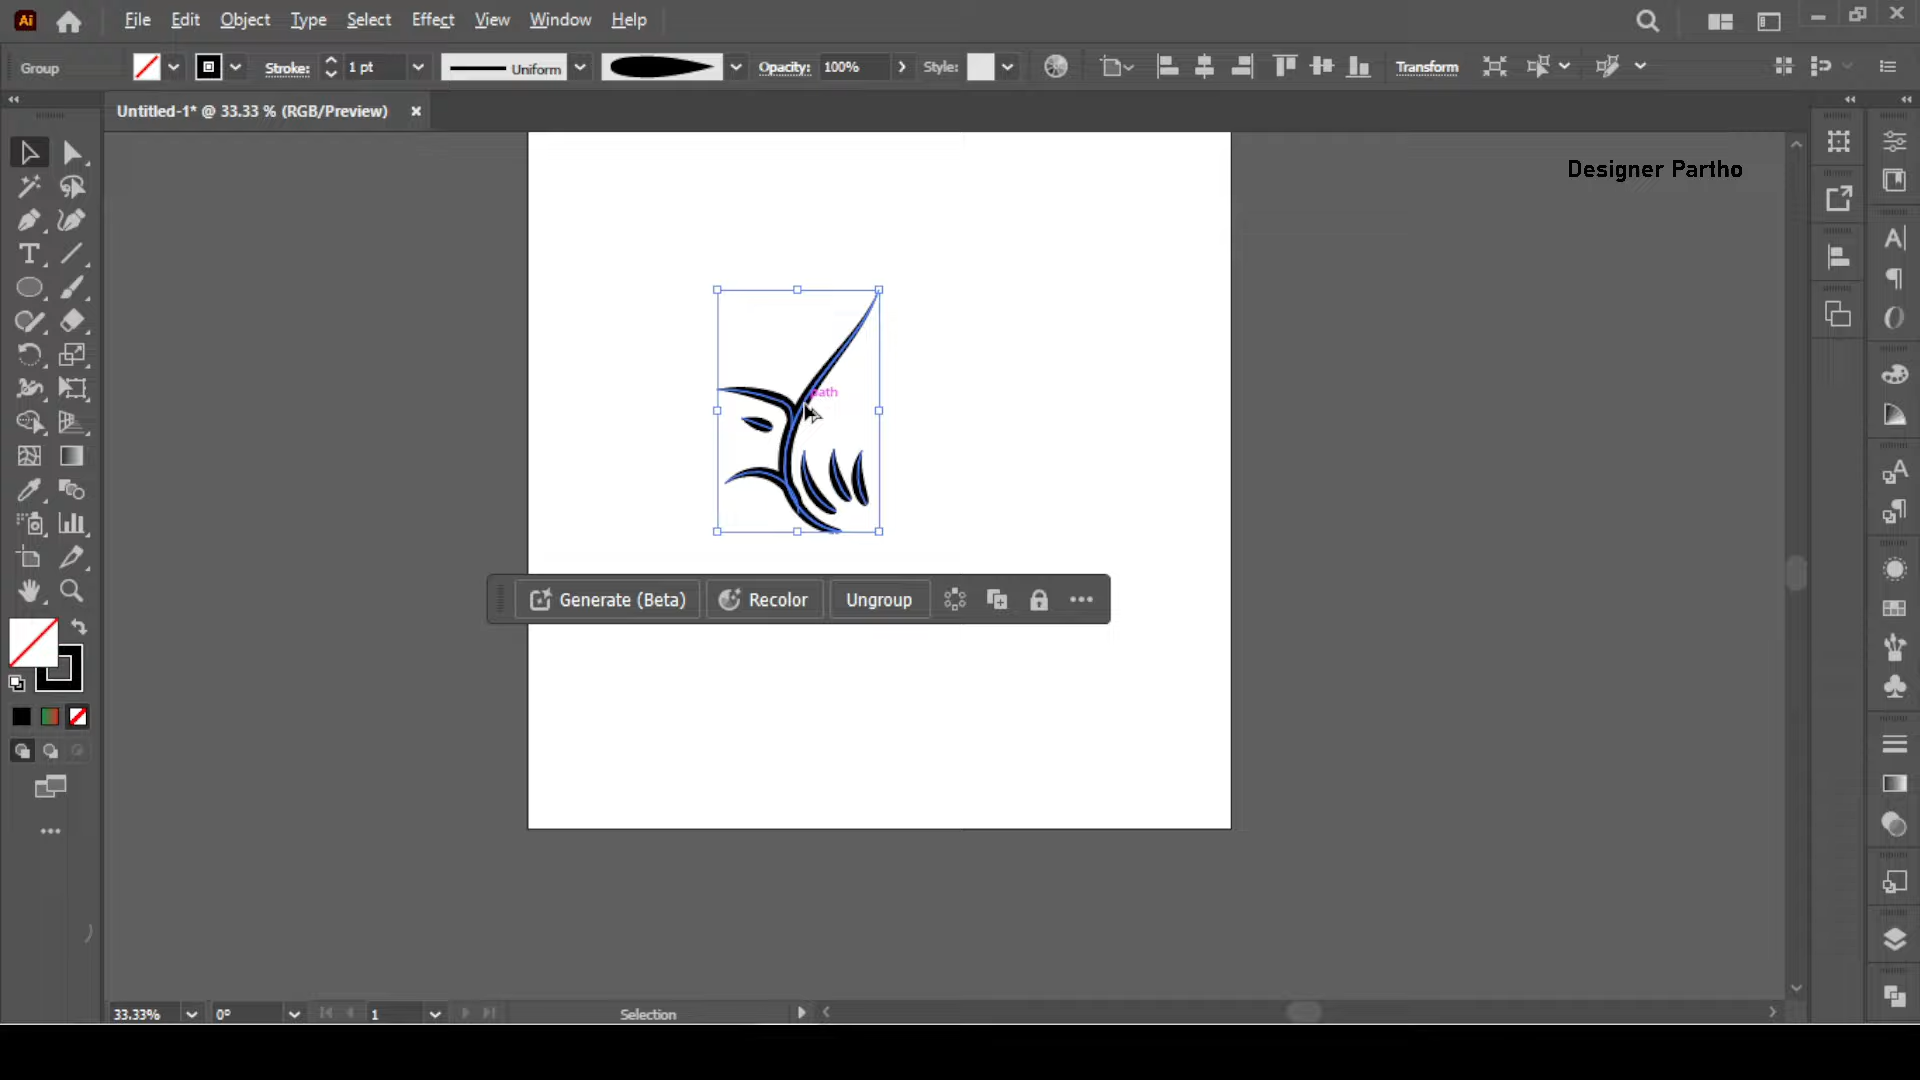 Ai File Edit Object Type Select Effect View Window Help
Group Stroke: 1 pt Uniform Opacity: 100% Style: Transform
Untitled-1* @ 33.33 % (RGB/Preview)
Designer Partho
path
Generate (Beta) Recolor Ungroup
33.33% 0° 1 Selection